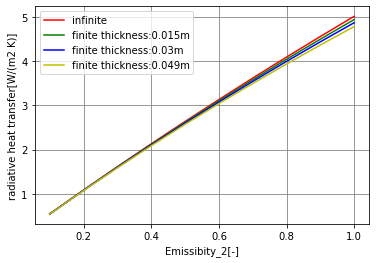 infinite
finite thickness:0.015m
finite thickness:0.03m
finite thickness:0.049m
radiative heat transfer[W/(m2 K)]
5
4
3
2
1
0.2 0.4 0.6 0.8 1.0
Emissibity_2[-]